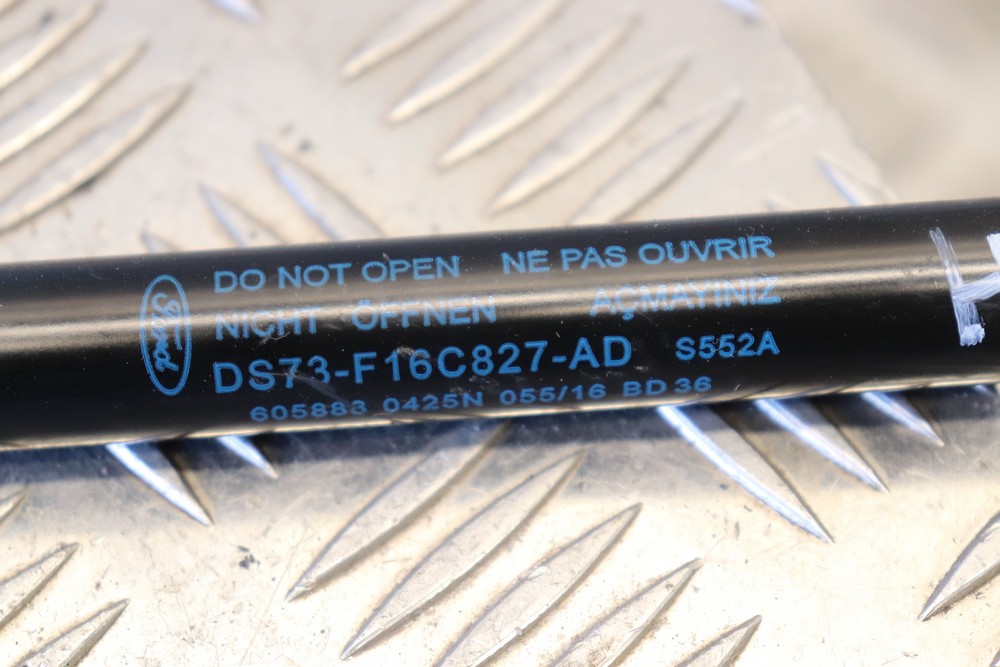 Ford
DO NOT OPEN NE PAS OUVRIR
NICHT ÖFFNEN AÇMAYINIZ
DS73-F16C827-AD S552A
605883 0425N 055/16 BD 36